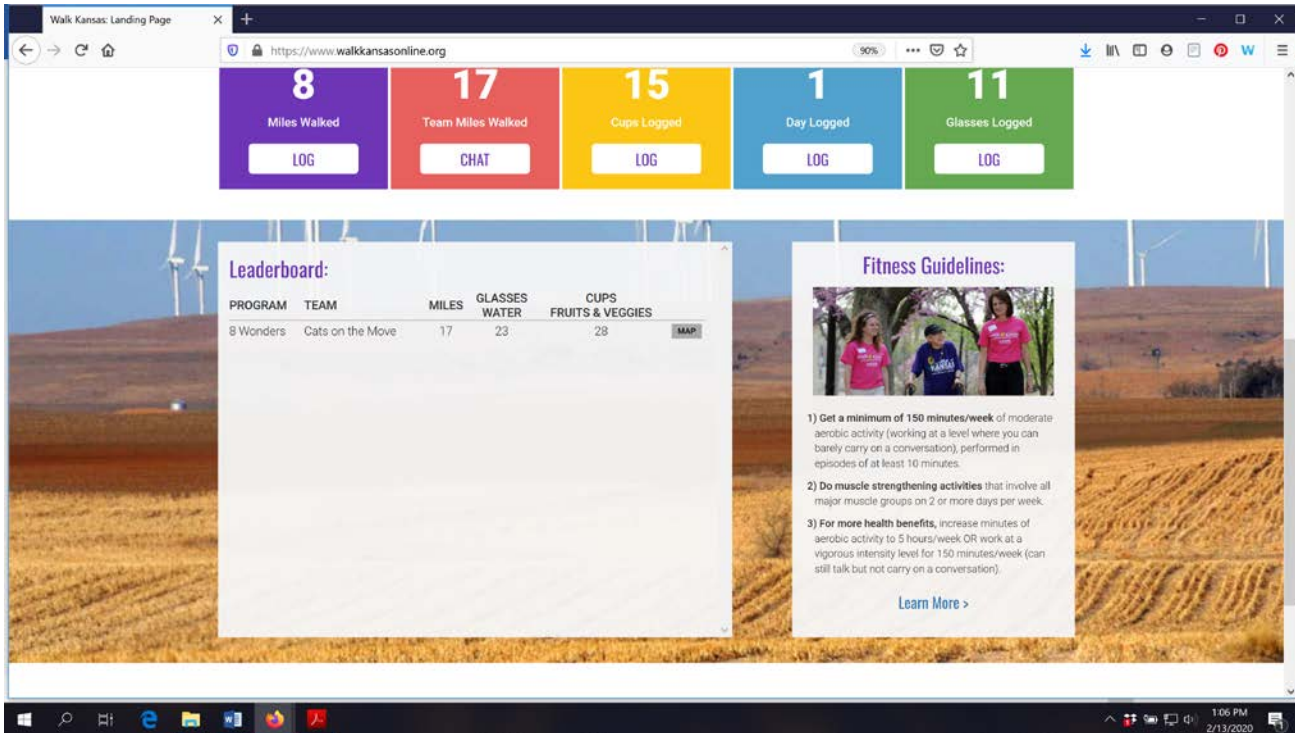 Walk Kansas: Landing Page
https://www.walkkansasonline.org
90%
8
Miles Walked
LOG
17
Team Miles Walked
CHAT
15
Cups Logged
LOG
1
Day Logged
LOG
11
Glasses Logged
LOG
Leaderboard:
PROGRAM TEAM MILES GLASSES WATER CUPS FRUITS & VEGGIES
8 Wonders Cats on the Move 17 23 28 MAP
Fitness Guidelines:
KANSAS
1) Get a minimum of 150 minutes/week of moderate
aerobic activity (working at a level where you can
barely carry on a conversation), performed in
episodes of at least 10 minutes.
2) Do muscle strengthening activities that involve all
major muscle groups on 2 or more days per week.
3) For more health benefits, increase minutes of
aerobic activity to 5 hours/week OR work at a
vigorous intensity level for 150 minutes/week (can
still talk but not carry on a conversation).
Learn More >
1:06 PM
2/13/2020